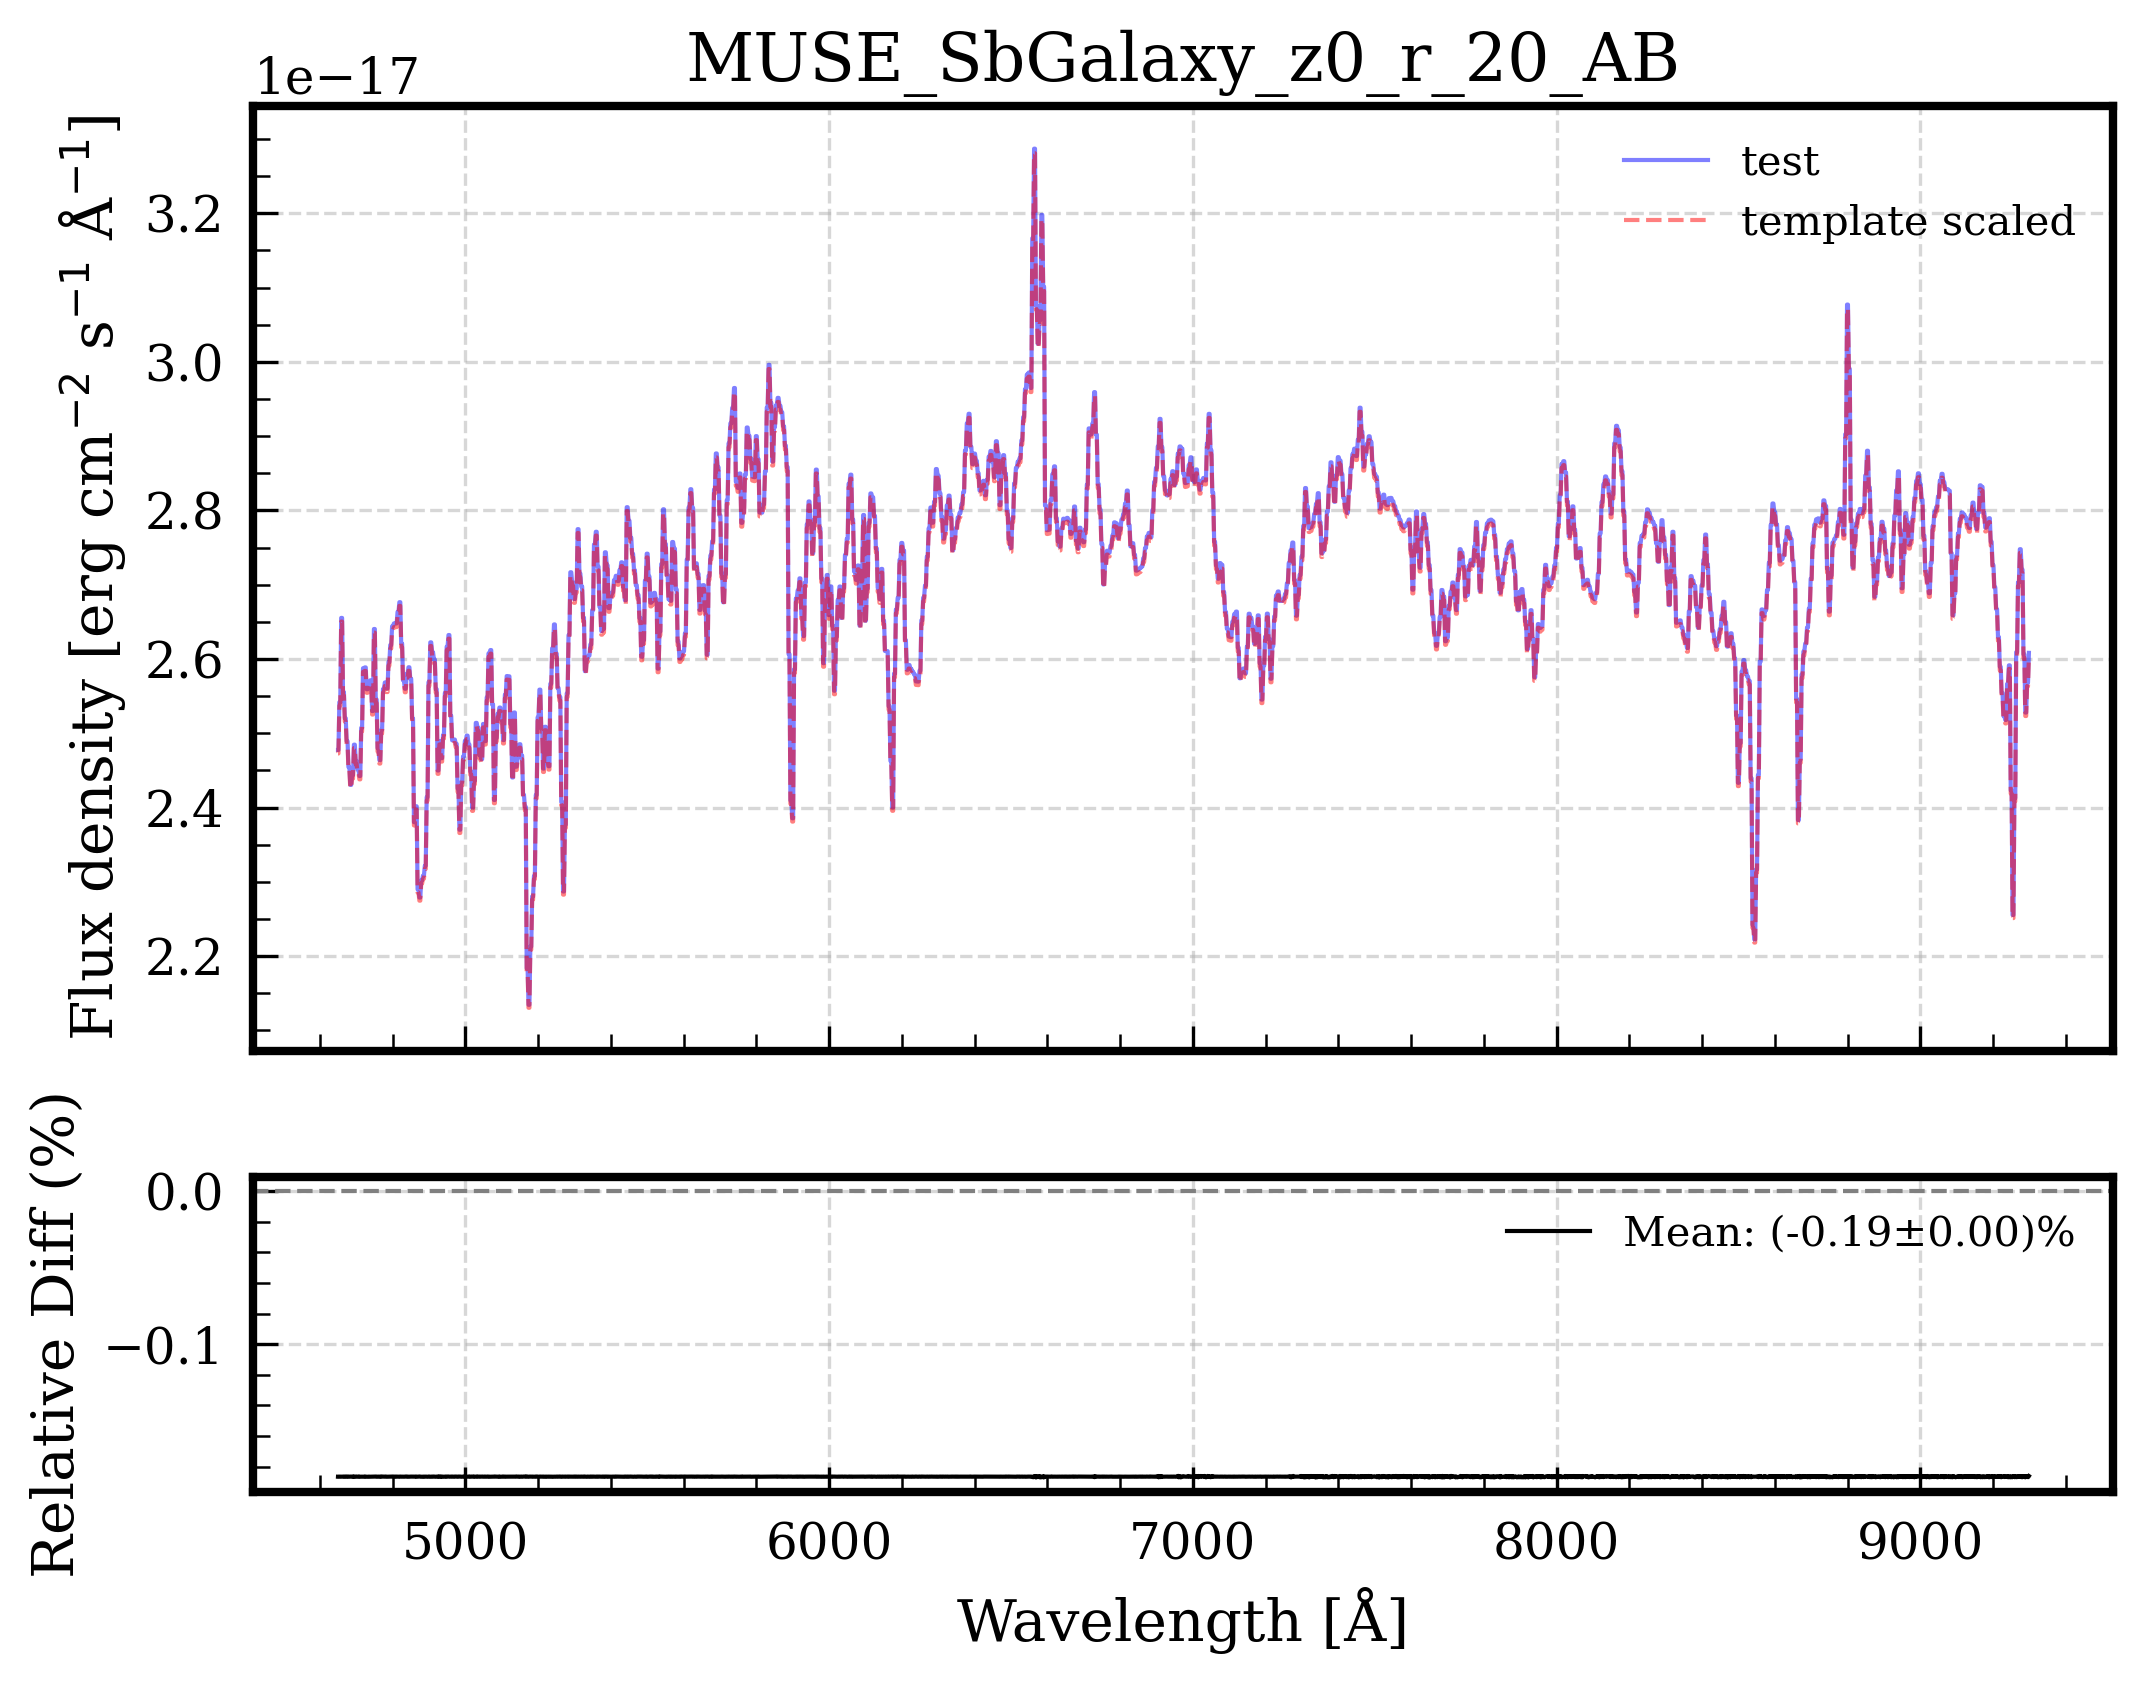 MUSE_SbGalaxy_z0_r_20_AB
1e−17
Flux density [erg cm⁻² s⁻¹ Å⁻¹]
3.2
3.0
2.8
2.6
2.4
2.2
test
template scaled
Relative Diff (%)
0.0
−0.1
Mean: (-0.19±0.00)%
5000 6000 7000 8000 9000
Wavelength [Å]